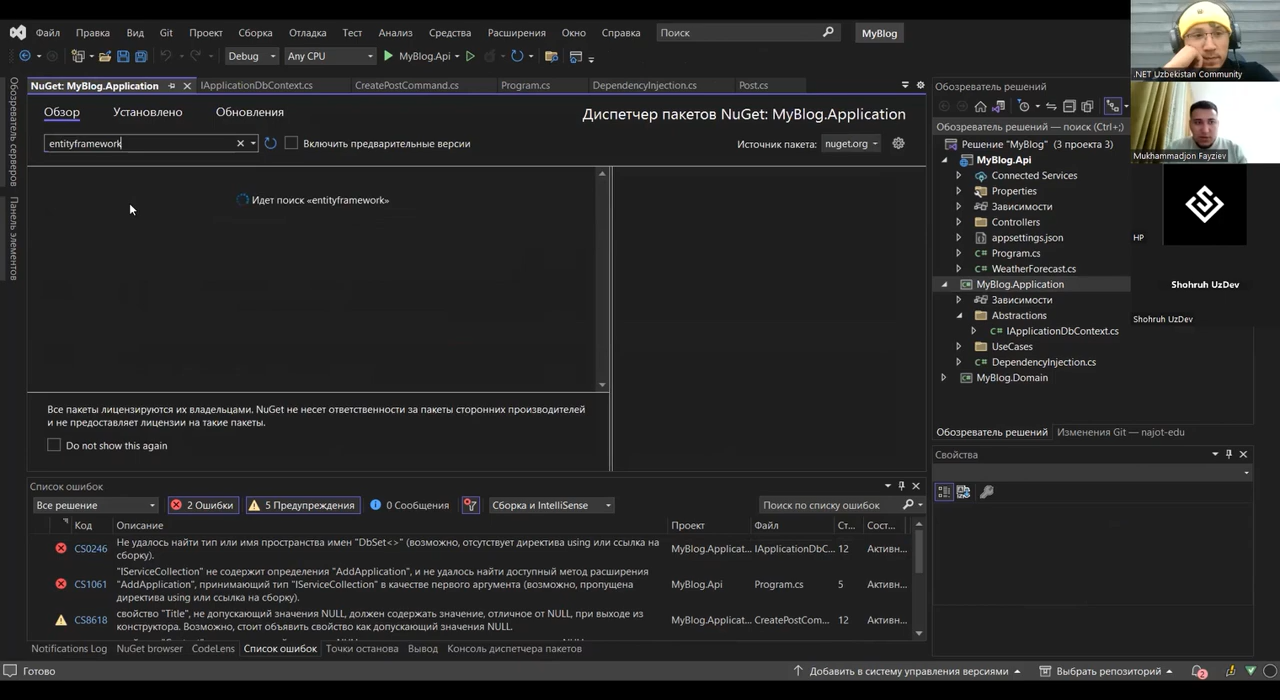 Файл Правка Вид Git Проект Сборка Отладка Тест Анализ Средства Расширения Окно Справка Поиск MyBlog
Debug Any CPU MyBlog.Api
NuGet: MyBlog.Application IApplicationDbContext.cs CreatePostCommand.cs Program.cs DependencyInjection.cs Post.cs
Обзор Установлено Обновления
Диспетчер пакетов NuGet: MyBlog.Application
entityframework
Включить предварительные версии
Источник пакета: nuget.org
Идет поиск «entityframework»
Все пакеты лицензируются их владельцами. NuGet не несет ответственности за пакеты сторонних производителей
и не предоставляет лицензии на такие пакеты.
Do not show this again
Обозреватель серверов
Панель элементов
Обозреватель решений
Обозреватель решений — поиск (Ctrl+;)
Решение "MyBlog" (3 проекта 3)
MyBlog.Api
Connected Services
Properties
Зависимости
Controllers
appsettings.json
Program.cs
WeatherForecast.cs
MyBlog.Application
Зависимости
Abstractions
IApplicationDbContext.cs
UseCases
DependencyInjection.cs
MyBlog.Domain
Обозреватель решений Изменения Git — najot-edu
Свойства
.NET Uzbekistan Community
Mukhammadjon Fayziev
HP
Shohruh UzDev
Shohruh UzDev
Список ошибок
Все решение 2 Ошибки 5 Предупреждения 0 Сообщения Сборка и IntelliSense Поиск по списку ошибок
Код Описание Проект Файл Ст... Сост...
CS0246 Не удалось найти тип или имя пространства имен "DbSet<>" (возможно, отсутствует директива using или ссылка на
сборку). MyBlog.Applicat... IApplicationDbC... 12 Активн...
CS1061 "IServiceCollection" не содержит определения "AddApplication", и не удалось найти доступный метод расширения
"AddApplication", принимающий тип "IServiceCollection" в качестве первого аргумента (возможно, пропущена
директива using или ссылка на сборку). MyBlog.Api Program.cs 5 Активн...
CS8618 свойство "Title", не допускающий значения NULL, должен содержать значение, отличное от NULL, при выходе из
конструктора. Возможно, стоит объявить свойство как допускающий значения NULL. MyBlog.Applicat... CreatePostCom... 12 Активн...
Notifications Log NuGet browser CodeLens Список ошибок Точки останова Вывод Консоль диспетчера пакетов
Готово Добавить в систему управления версиями Выбрать репозиторий 2